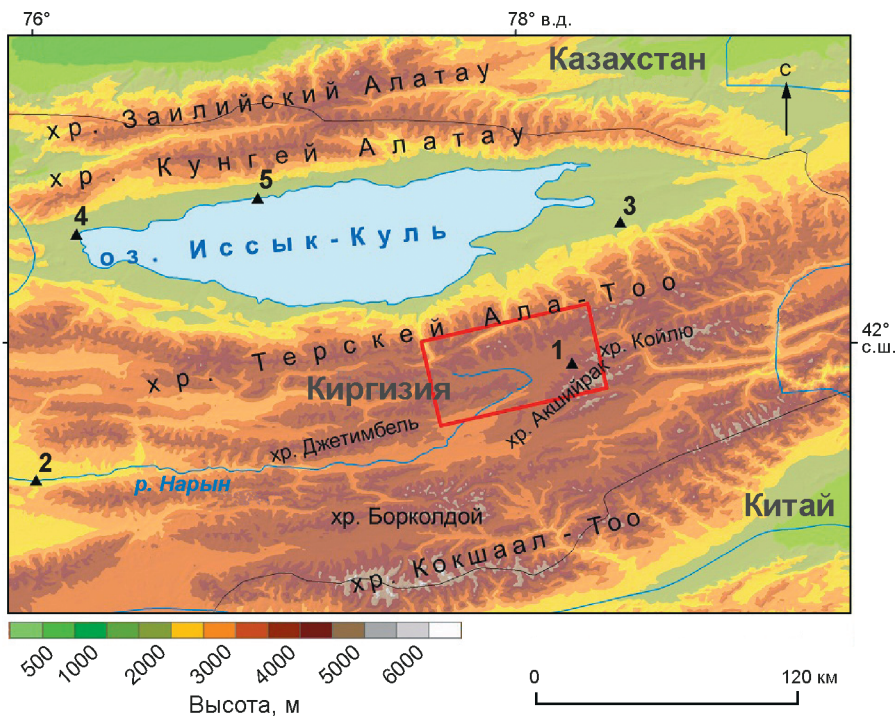 76°
78° в.д.
Казахстан
с
хр. Заилийский Алатау
хр. Кунгей Алатау
5
4
3
оз. Иссык-Куль
хр. Терскей Ала-Тоо
42°
с.ш.
1
хр. Койлю
Киргизия
хр. Акшийрак
хр. Джетимбель
2
р. Нарын
Китай
хр. Борколдой
хр. Кокшаал-Тоо
500
1000
2000
3000
4000
5000
6000
Высота, м
0
120 км